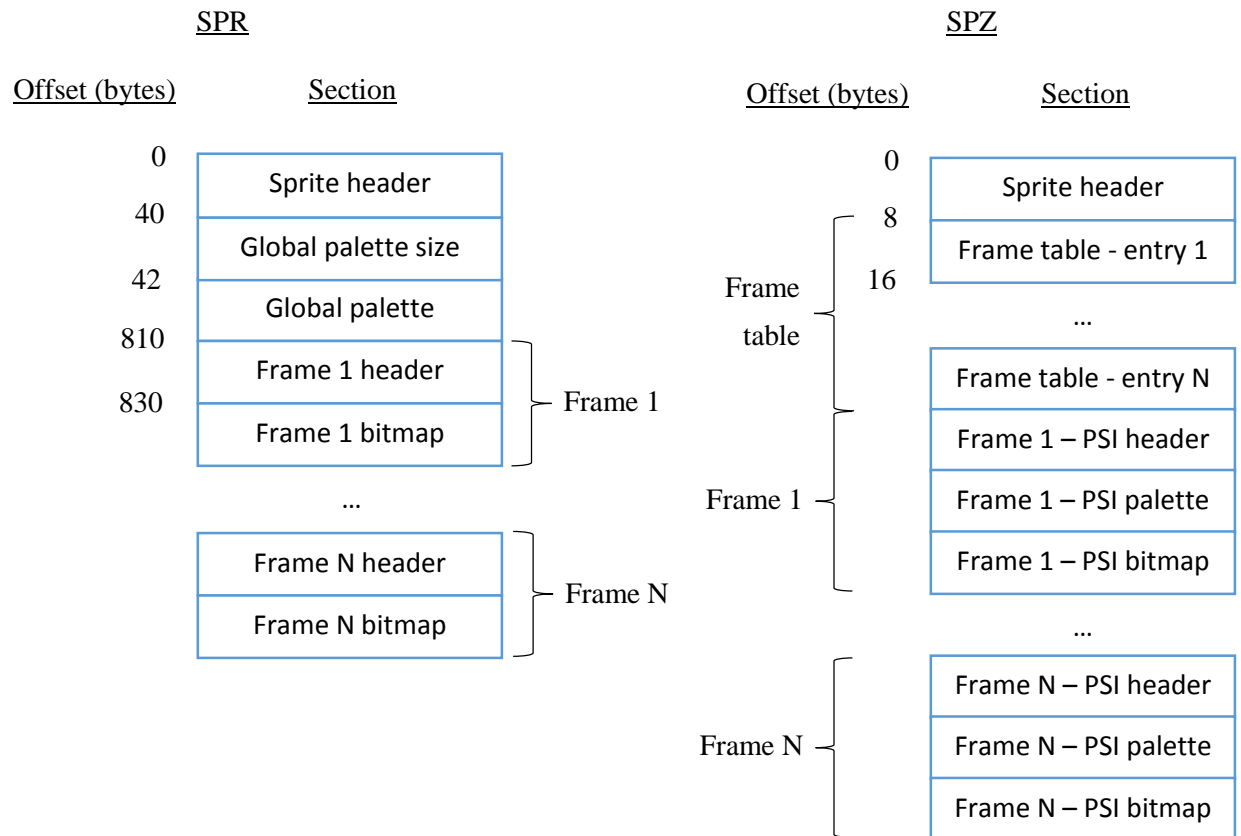 SPR
Offset (bytes) Section
0
Sprite header
40
Global palette size
42
Global palette
810
Frame 1 header
830
Frame 1 bitmap
Frame 1
...
Frame N header
Frame N bitmap
Frame N
SPZ
Offset (bytes) Section
0
Sprite header
8
Frame table - entry 1
16
Frame
table
...
Frame table - entry N
Frame 1 – PSI header
Frame 1 – PSI palette
Frame 1
Frame 1 – PSI bitmap
...
Frame N – PSI header
Frame N – PSI palette
Frame N
Frame N – PSI bitmap